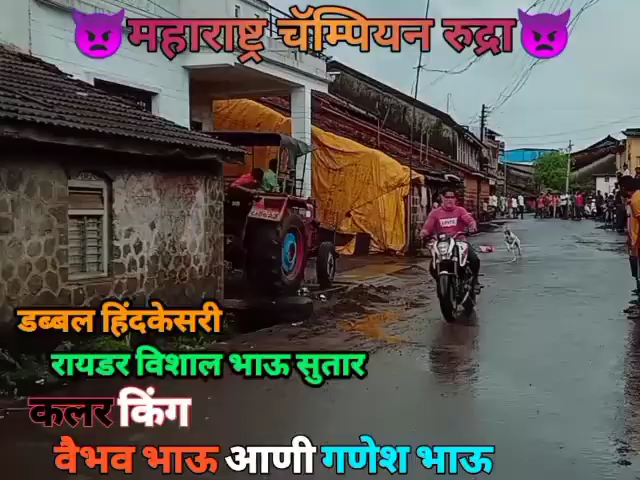 👿महाराष्ट्र चॅम्पियन रुद्रा👿
डब्बल हिंदकेसरी
रायडर विशाल भाऊ सुतार
कलर किंग
वैभव भाऊ आणी गणेश भाऊ